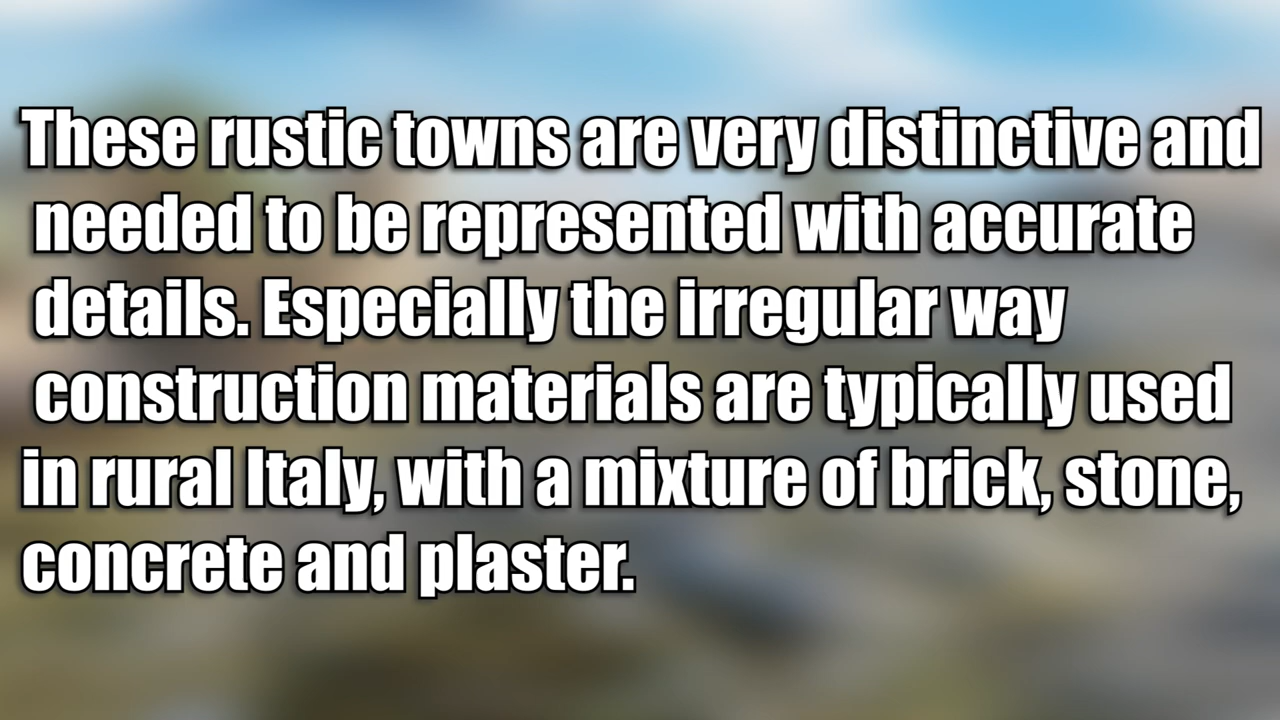 These rustic towns are very distinctive and
needed to be represented with accurate
details. Especially the irregular way
construction materials are typically used
in rural Italy, with a mixture of brick, stone,
concrete and plaster.